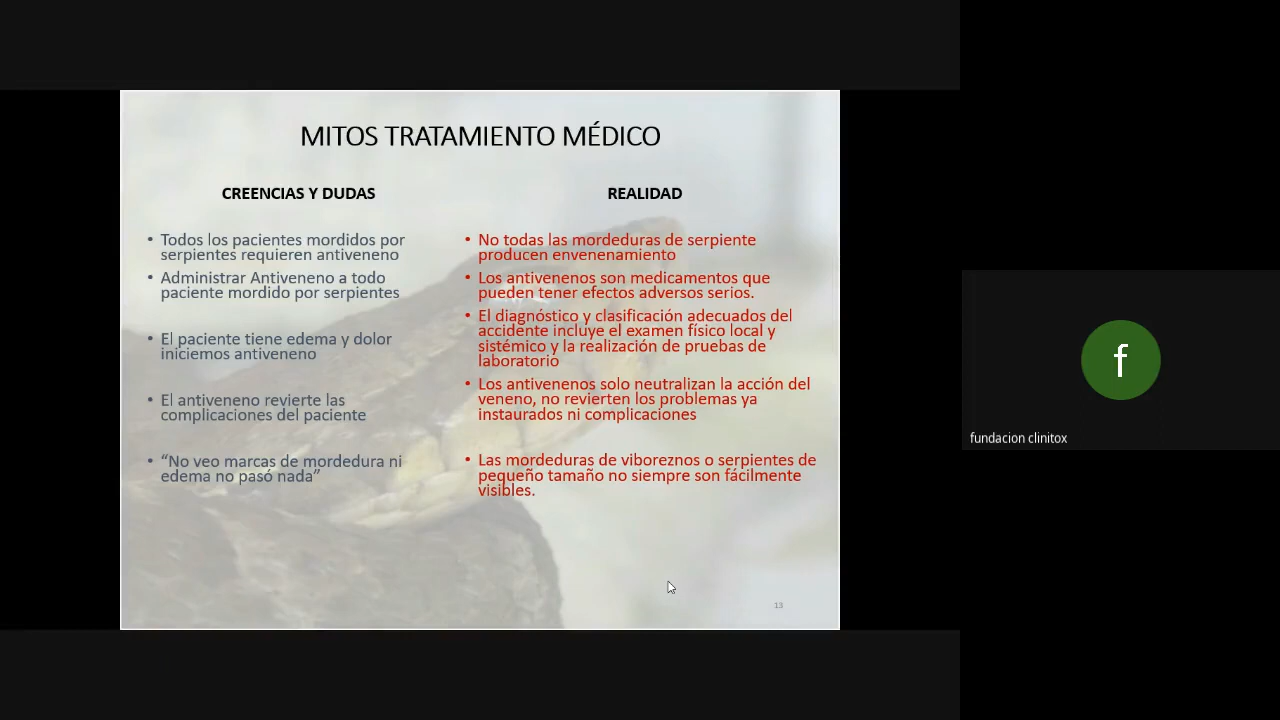 MITOS TRATAMIENTO MÉDICO
CREENCIAS Y DUDAS
• Todos los pacientes mordidos por
serpientes requieren antiveneno
• Administrar Antiveneno a todo
paciente mordido por serpientes
• El paciente tiene edema y dolor
iniciemos antiveneno
• El antiveneno revierte las
complicaciones del paciente
• “No veo marcas de mordedura ni
edema no pasó nada”
REALIDAD
• No todas las mordeduras de serpiente
producen envenenamiento
• Los antivenenos son medicamentos que
pueden tener efectos adversos serios.
• El diagnóstico y clasificación adecuados del
accidente incluye el examen físico local y
sistémico y la realización de pruebas de
laboratorio
• Los antivenenos solo neutralizan la acción del
veneno, no revierten los problemas ya
instaurados ni complicaciones
• Las mordeduras de viboreznos o serpientes de
pequeño tamaño no siempre son fácilmente
visibles.
13
f
fundacion clinitox